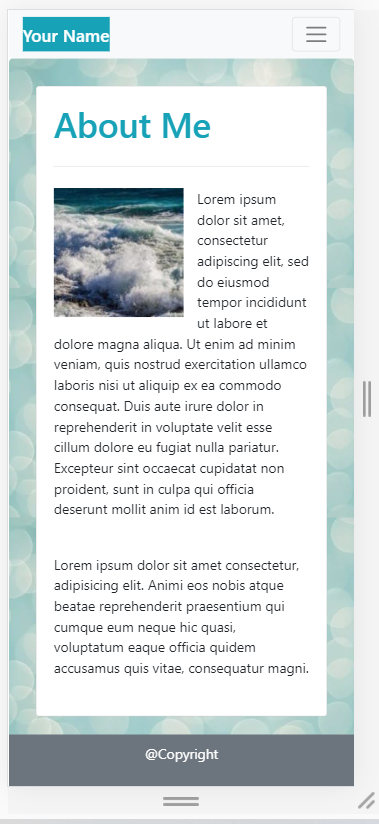 Your Name
About Me
Lorem ipsum
dolor sit amet,
consectetur
adipiscing elit, sed
do eiusmod
tempor incididunt
ut labore et
dolore magna aliqua. Ut enim ad minim
veniam, quis nostrud exercitation ullamco
laboris nisi ut aliquip ex ea commodo
consequat. Duis aute irure dolor in
reprehenderit in voluptate velit esse
cillum dolore eu fugiat nulla pariatur.
Excepteur sint occaecat cupidatat non
proident, sunt in culpa qui officia
deserunt mollit anim id est laborum.
Lorem ipsum dolor sit amet consectetur,
adipisicing elit. Animi eos nobis atque
beatae reprehenderit praesentium qui
cumque eum neque hic quasi,
voluptatum eaque officia quidem
accusamus quis vitae, consequatur magni.
@Copyright